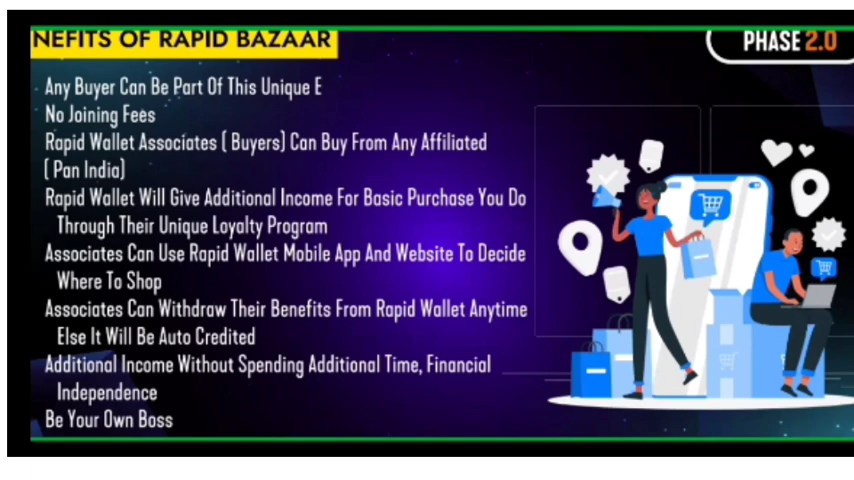 NEFITS OF RAPID BAZAAR
PHASE 2.0
Any Buyer Can Be Part Of This Unique E
No Joining Fees
Rapid Wallet Associates ( Buyers) Can Buy From Any Affiliated
( Pan India)
Rapid Wallet Will Give Additional Income For Basic Purchase You Do
Through Their Unique Loyalty Program
Associates Can Use Rapid Wallet Mobile App And Website To Decide
Where To Shop
Associates Can Withdraw Their Benefits From Rapid Wallet Anytime
Else It Will Be Auto Credited
Additional Income Without Spending Additional Time, Financial
Independence
Be Your Own Boss